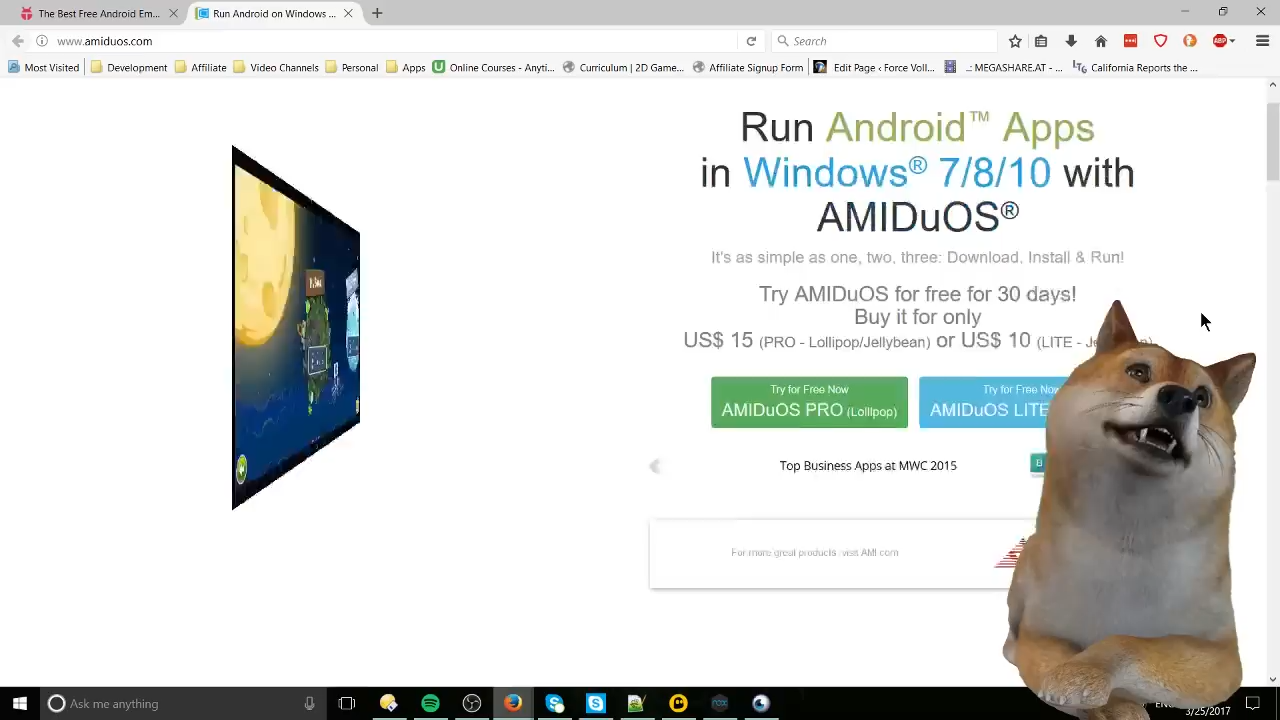 The Best Free Android Em...
Run Android on Windows ...
www.amiduos.com
Search
ABP
Most Visited
Development
Affiliate
Video Channels
Personal
Apps
Online Courses - Anyti...
Curriculum | 2D Game...
Affiliate Signup Form
Edit Page ‹ Force Voll...
.: MEGASHARE.AT - ...
California Reports the ...
Run Android™ Apps
in Windows® 7/8/10 with
AMIDuOS®
It's as simple as one, two, three: Download, Install & Run!
Try AMIDuOS for free for 30 days!
Buy it for only
US$ 15 (PRO - Lollipop/Jellybean) or US$ 10 (LITE -
Try for Free Now
AMIDuOS PRO (Lollipop)
Try for Free Now
AMIDuOS LITE
Top Business Apps at MWC 2015
For more great products, visit AMI.com
Ask me anything
3/25/2017